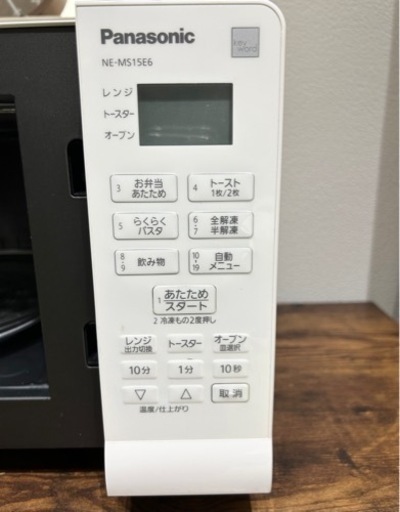 Panasonic
key word
NE-MS15E6
レンジ
トースター
オーブン
3 お弁当 あたため
4 トースト 1枚/2枚
5 らくらく パスタ
6・7 全解凍 半解凍
8・9 飲み物
10・19 自動 メニュー
1 あたため スタート
2 冷凍もの2度押し
レンジ 出力切換
トースター
オーブン 皿選択
10分
1分
10秒
▽
△
取消
温度/仕上がり